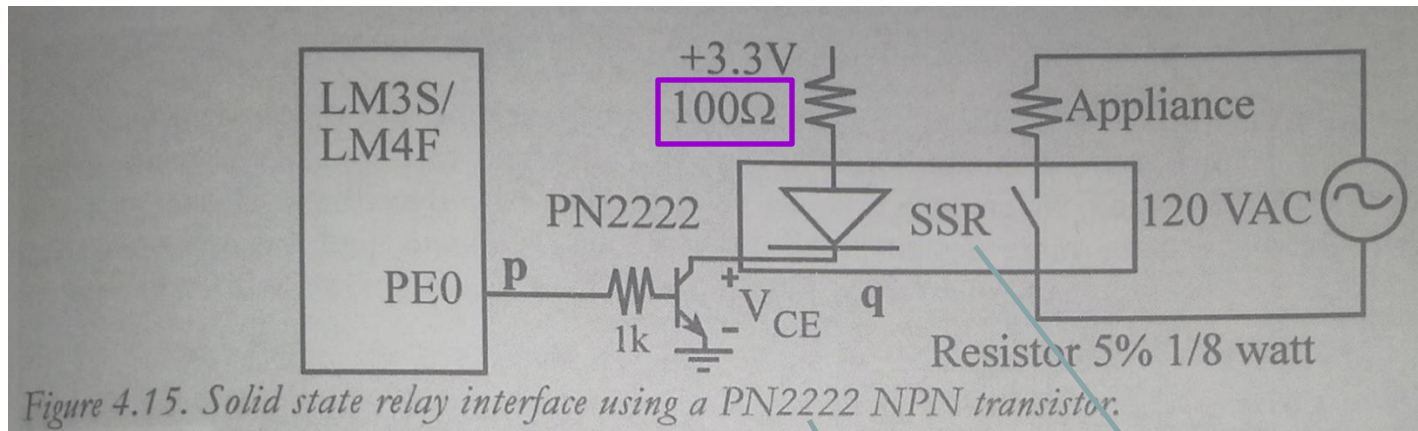 LM3S/
LM4F
PE0
p
1k
PN2222
+3.3V
100Ω
+
V CE
-
q
SSR
Appliance
120 VAC
Resistor 5% 1/8 watt
Figure 4.15. Solid state relay interface using a PN2222 NPN transistor.